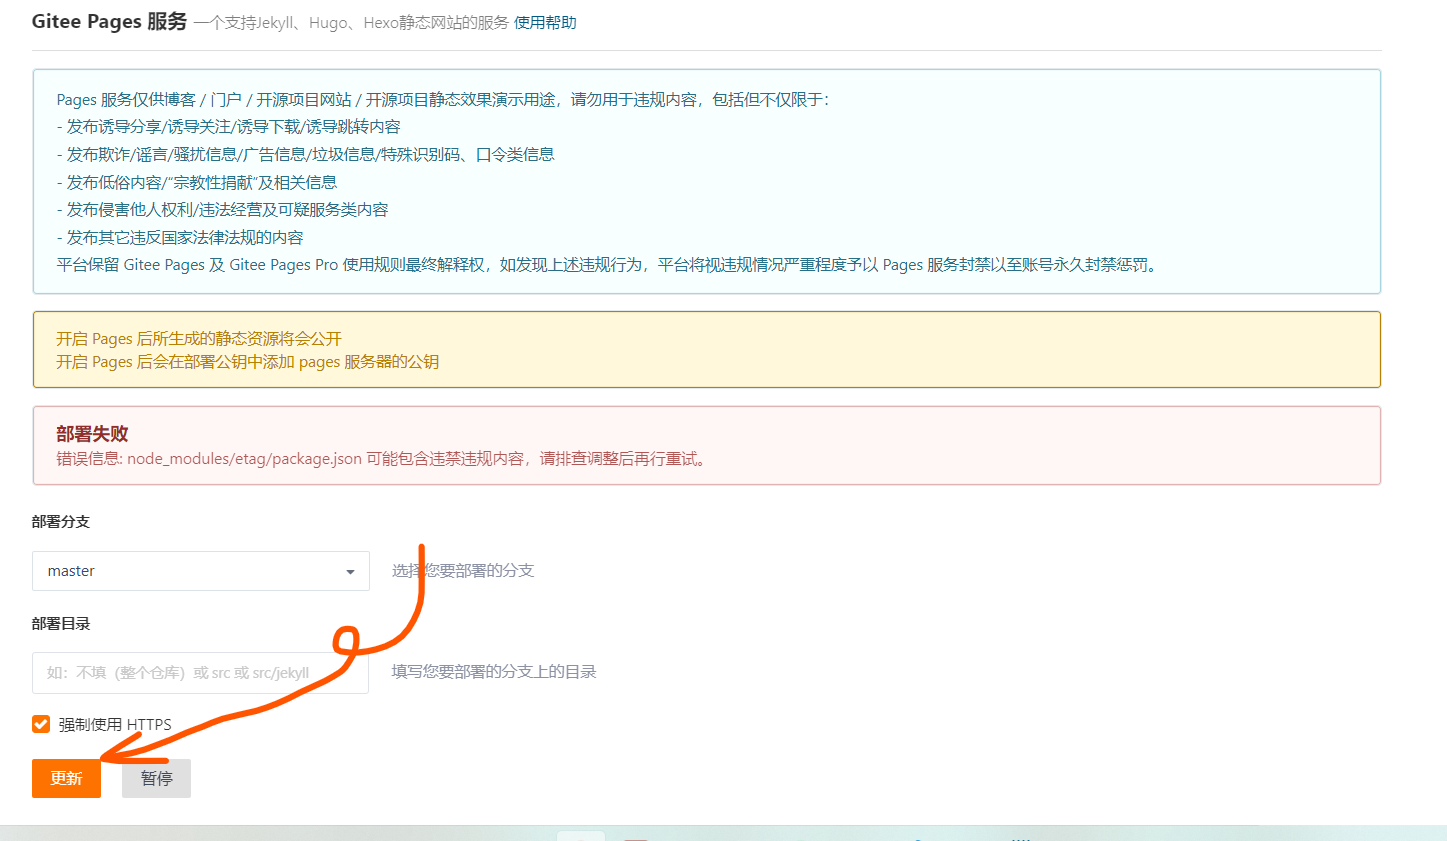 Gitee Pages 服务 一个支持Jekyll、Hugo、Hexo静态网站的服务 使用帮助
Pages 服务仅供博客 / 门户 / 开源项目网站 / 开源项目静态效果演示用途，请勿用于违规内容，包括但不仅限于：
- 发布诱导分享/诱导关注/诱导下载/诱导跳转内容
- 发布欺诈/谣言/骚扰信息/广告信息/垃圾信息/特殊识别码、口令类信息
- 发布低俗内容/“宗教性捐献”及相关信息
- 发布侵害他人权利/违法经营及可疑服务类内容
- 发布其它违反国家法律法规的内容
平台保留 Gitee Pages 及 Gitee Pages Pro 使用规则最终解释权，如发现上述违规行为，平台将视违规情况严重程度予以 Pages 服务封禁以至账号永久封禁惩罚。
开启 Pages 后所生成的静态资源将会公开
开启 Pages 后会在部署公钥中添加 pages 服务器的公钥
部署失败
错误信息: node_modules/etag/package.json 可能包含违禁违规内容，请排查调整后再行重试。
部署分支
master 选择您要部署的分支
部署目录
如：不填（整个仓库）或 src 或 src/jekyll 填写您要部署的分支上的目录
强制使用 HTTPS
更新 暂停